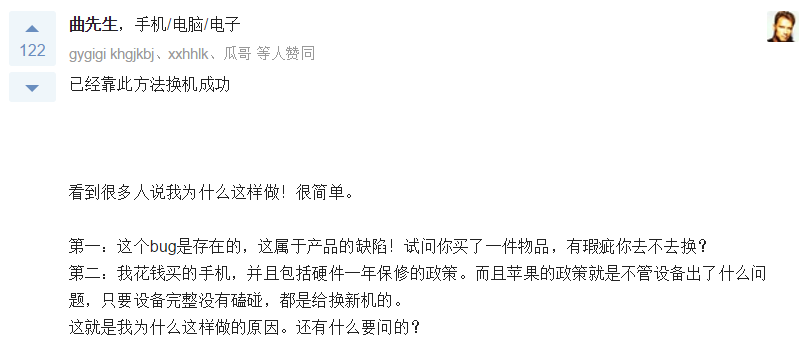 曲先生，手机/电脑/电子
122
gygigi khgjkbj、xxhhlk、瓜哥 等人赞同
已经靠此方法换机成功
看到很多人说我为什么这样做！很简单。
第一：这个bug是存在的，这属于产品的缺陷！试问你买了一件物品，有瑕疵你去不去换？
第二：我花钱买的手机，并且包括硬件一年保修的政策。而且苹果的政策就是不管设备出了什么问
题，只要设备完整没有磕碰，都是给换新机的。
这就是我为什么这样做的原因。还有什么要问的？